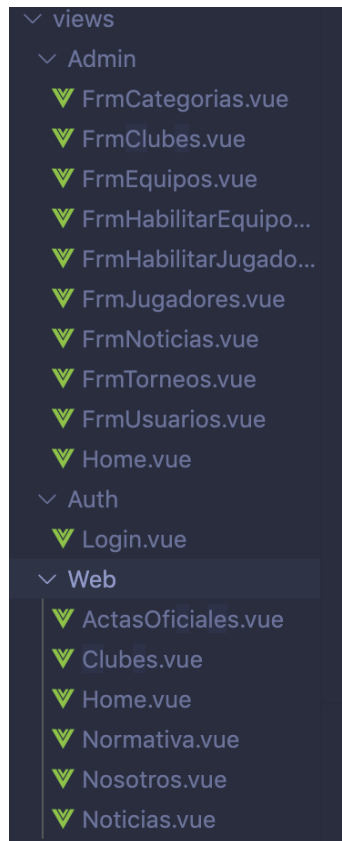 views
Admin
FrmCategorias.vue
FrmClubes.vue
FrmEquipos.vue
FrmHabilitarEquipo...
FrmHabilitarJugado...
FrmJugadores.vue
FrmNoticias.vue
FrmTorneos.vue
FrmUsuarios.vue
Home.vue
Auth
Login.vue
Web
ActasOficiales.vue
Clubes.vue
Home.vue
Normativa.vue
Nosotros.vue
Noticias.vue